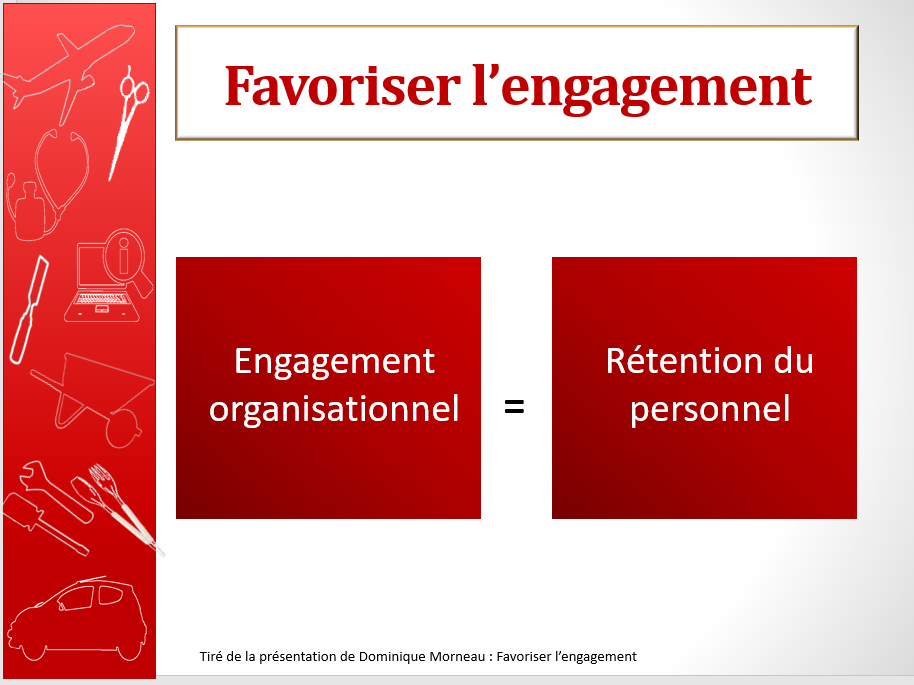 Favoriser l’engagement
Engagement
organisationnel
=
Rétention du
personnel
Tiré de la présentation de Dominique Morneau : Favoriser l’engagement